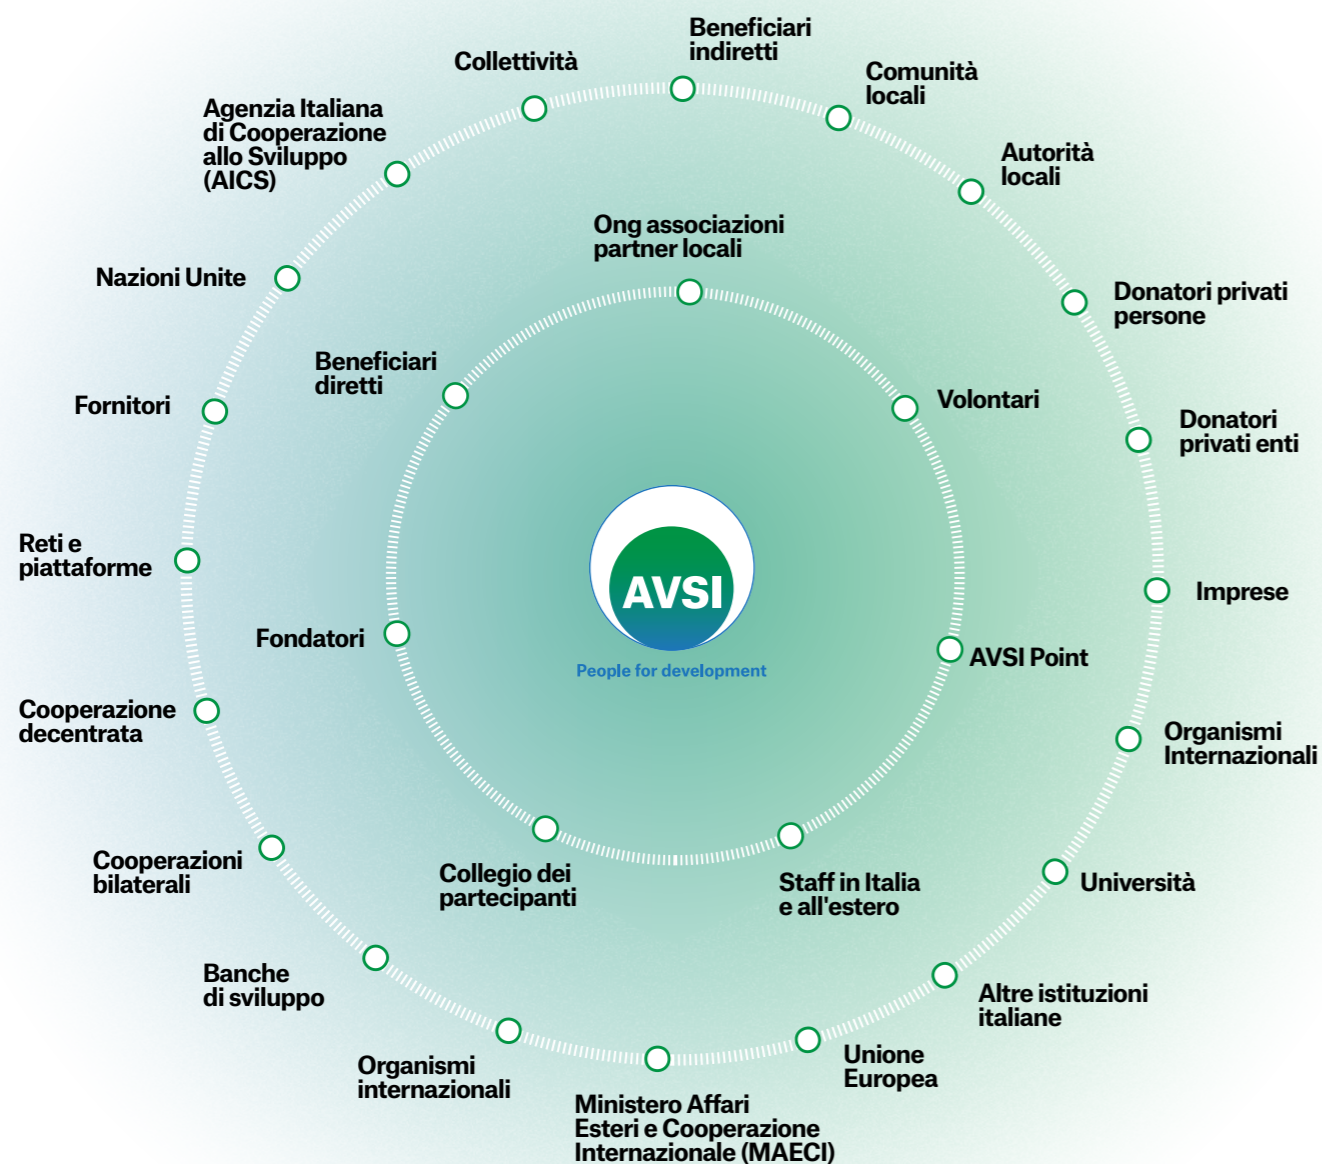 Beneficiari
indiretti
Comunità
locali
Autorità
locali
Donatori privati
persone
Donatori
privati enti
Imprese
Organismi
Internazionali
Università
Altre istituzioni
italiane
Unione
Europea
Ministero Affari
Esteri e Cooperazione
Internazionale (MAECI)
Organismi
internazionali
Banche
di sviluppo
Cooperazioni
bilaterali
Cooperazione
decentrata
Reti e
piattaforme
Fornitori
Nazioni Unite
Agenzia Italiana
di Cooperazione
allo Sviluppo
(AICS)
Collettività
Ong associazioni
partner locali
Volontari
AVSI Point
Staff in Italia
e all'estero
Collegio dei
partecipanti
Fondatori
Beneficiari
diretti
AVSI
People for development